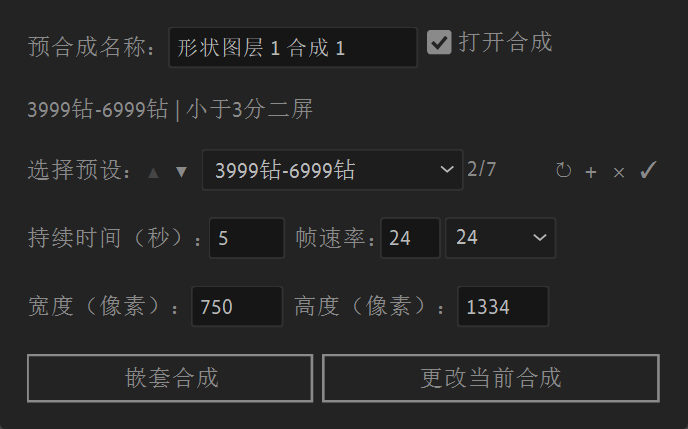 预合成名称： 形状图层 1 合成 1 打开合成
3999钻-6999钻 | 小于3分二屏
选择预设： ▲ ▼ 3999钻-6999钻 2/7 ↻ + × ✓
持续时间（秒）： 5 帧速率： 24 24
宽度（像素）： 750 高度（像素）： 1334
嵌套合成 更改当前合成